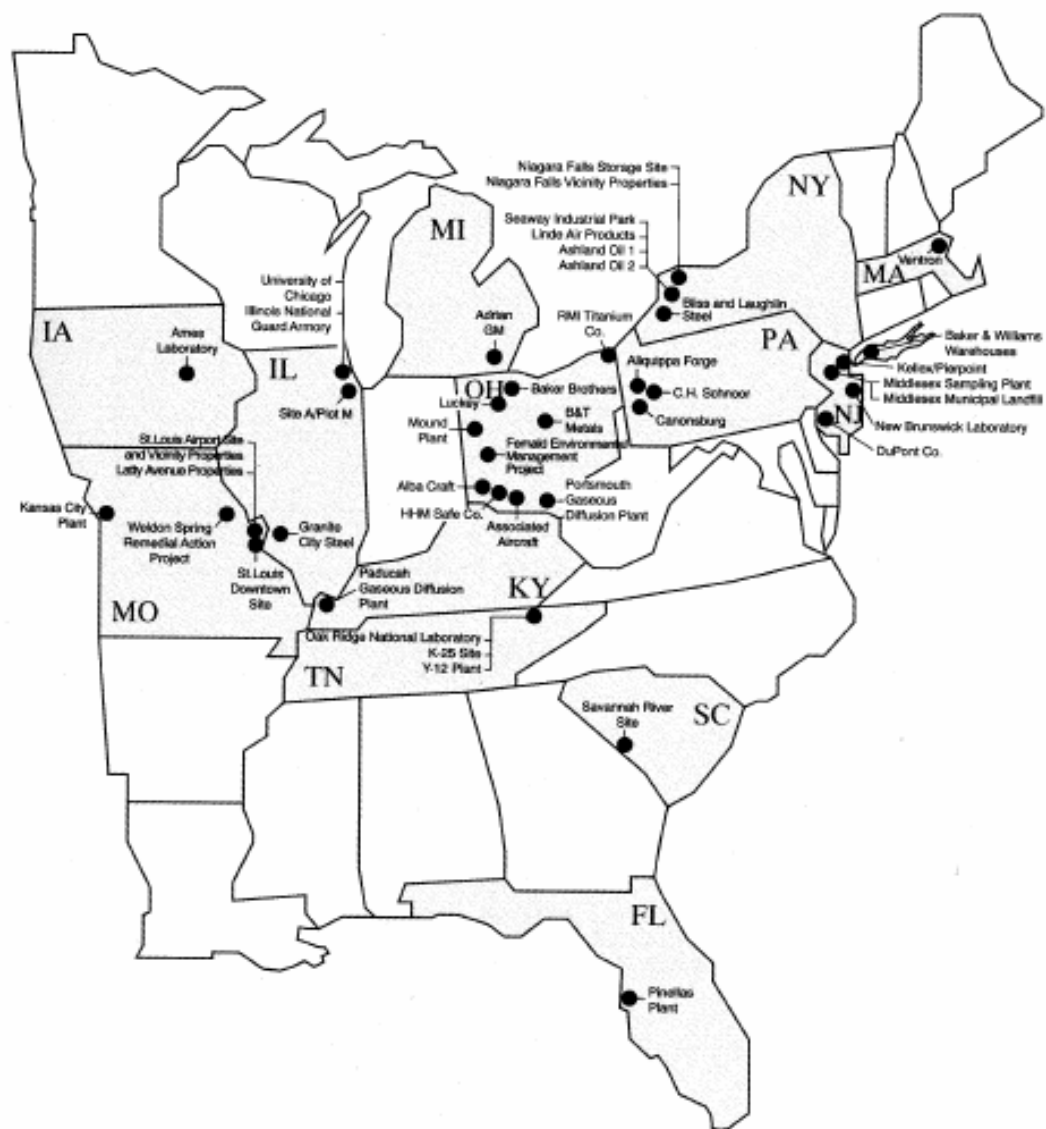 Niagara Falls Storage Site
Niagara Falls Vicinity Properties
NY
Seaway Industrial Park
Linde Air Products
Ashland Oil 1
Ashland Oil 2
MI
Ventron
MA
University of
Chicago
Illinois National
Guard Armory
Bliss and Laughlin
Steel
RMI Titanium
Co.
IA
Ames
Laboratory
IL
Adrian
GM
PA
Baker & Williams
Warehouses
Kellex/Pierpoint
Middlesex Sampling Plant
Middlesex Municipal Landfill
NJ
New Brunswick Laboratory
DuPont Co.
Aliquippa Forge
C.H. Schnoor
Canonsburg
OH
Baker Brothers
Luckey
Site A/Plot M
Mound
Plant
B&T
Metals
Fernald Environmental
Management
Project
St.Louis Airport Site
and Vicinity Properties
Latty Avenue Properties
Alba Craft
Portsmouth
Gaseous
Diffusion Plant
HHM Safe Co.
Associated
Aircraft
Kansas City
Plant
Weldon Spring
Remedial Action
Project
Granite
City Steel
St.Louis
Downtown
Site
Paducah
Gaseous Diffusion
Plant
KY
MO
Oak Ridge National Laboratory
K-25 Site
Y-12 Plant
TN
Savannah River
Site
SC
FL
Pinellas
Plant